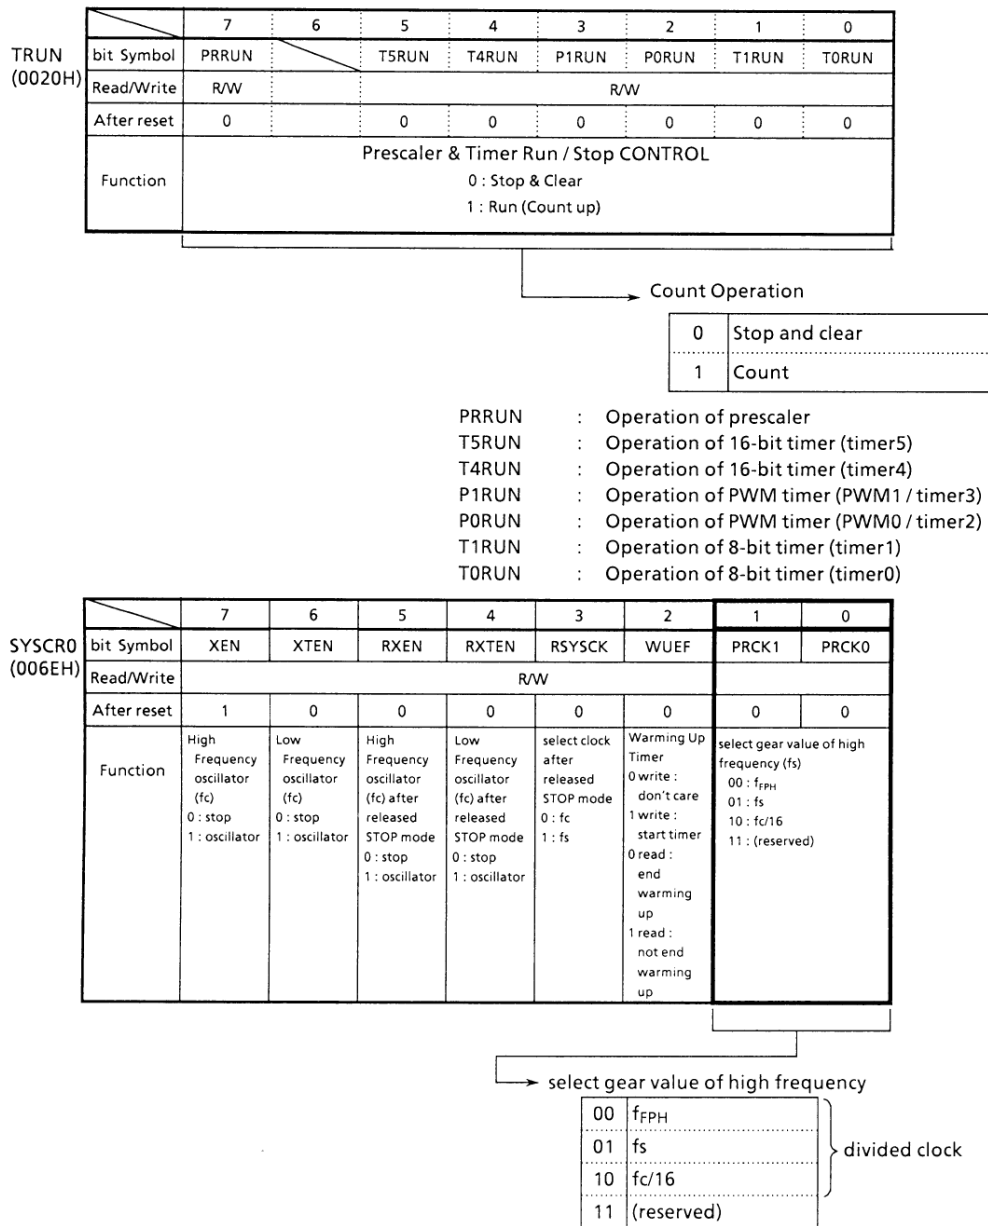 7 6 5 4 3 2 1 0
TRUN
(0020H)
bit Symbol PRRUN T5RUN T4RUN P1RUN P0RUN T1RUN T0RUN
Read/Write R/W R/W
After reset 0 0 0 0 0 0 0
Function
Prescaler & Timer Run / Stop CONTROL
0 : Stop & Clear
1 : Run (Count up)
Count Operation
0 Stop and clear
1 Count
PRRUN : Operation of prescaler
T5RUN : Operation of 16-bit timer (timer5)
T4RUN : Operation of 16-bit timer (timer4)
P1RUN : Operation of PWM timer (PWM1 / timer3)
P0RUN : Operation of PWM timer (PWM0 / timer2)
T1RUN : Operation of 8-bit timer (timer1)
T0RUN : Operation of 8-bit timer (timer0)
7 6 5 4 3 2 1 0
SYSCR0
(006EH)
bit Symbol XEN XTEN RXEN RXTEN RSYSCK WUEF PRCK1 PRCK0
Read/Write R/W
After reset 1 0 0 0 0 0 0 0
Function
High
Frequency
oscillator
(fc)
0 : stop
1 : oscillator
Low
Frequency
oscillator
(fc)
0 : stop
1 : oscillator
High
Frequency
oscillator
(fc) after
released
STOP mode
0 : stop
1 : oscillator
Low
Frequency
oscillator
(fc) after
released
STOP mode
0 : stop
1 : oscillator
select clock
after
released
STOP mode
0 : fc
1 : fs
Warming Up
Timer
0 write :
don't care
1 write :
start timer
0 read :
end
warming
up
1 read :
not end
warming
up
select gear value of high
frequency (fs)
00 : fFPH
01 : fs
10 : fc/16
11 : (reserved)
select gear value of high frequency
00 fFPH
01 fs
10 fc/16
11 (reserved)
divided clock